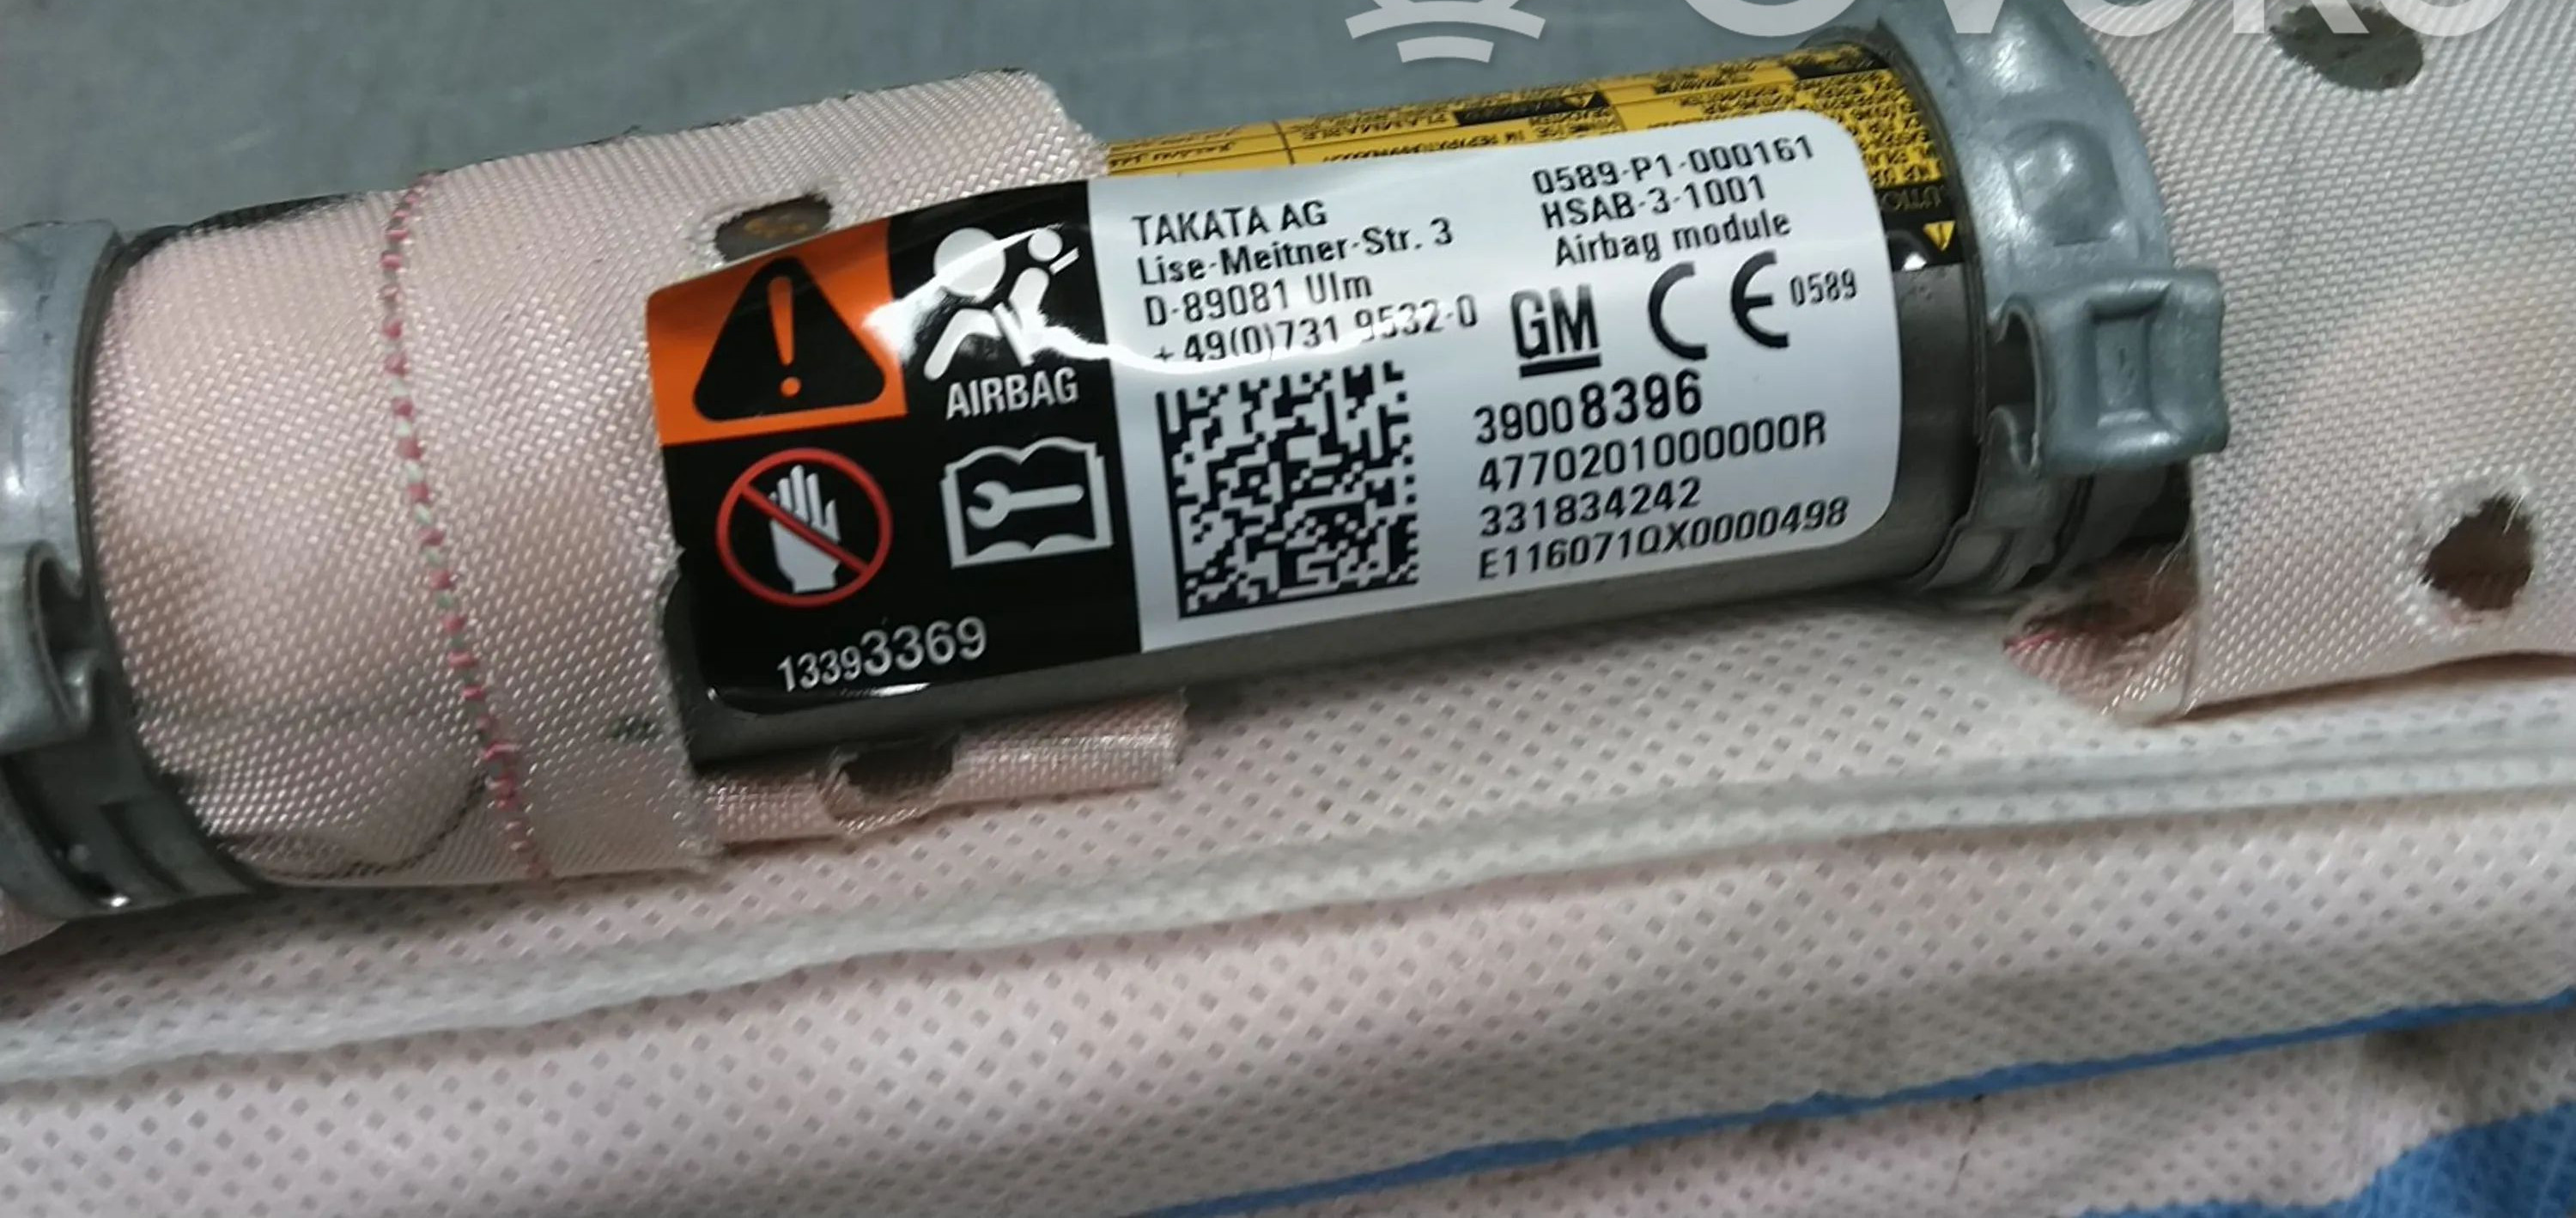 TAKATA AG
Lise-Meitner-Str. 3
D-89081 Ulm
+49(0)731 9532-0
0589-P1-000161
HSAB-3-1001
Airbag module
GM CE 0589
39008396
4770201000000R
331834242
E116071QX0000498
AIRBAG
13393369
FLAMMABLE